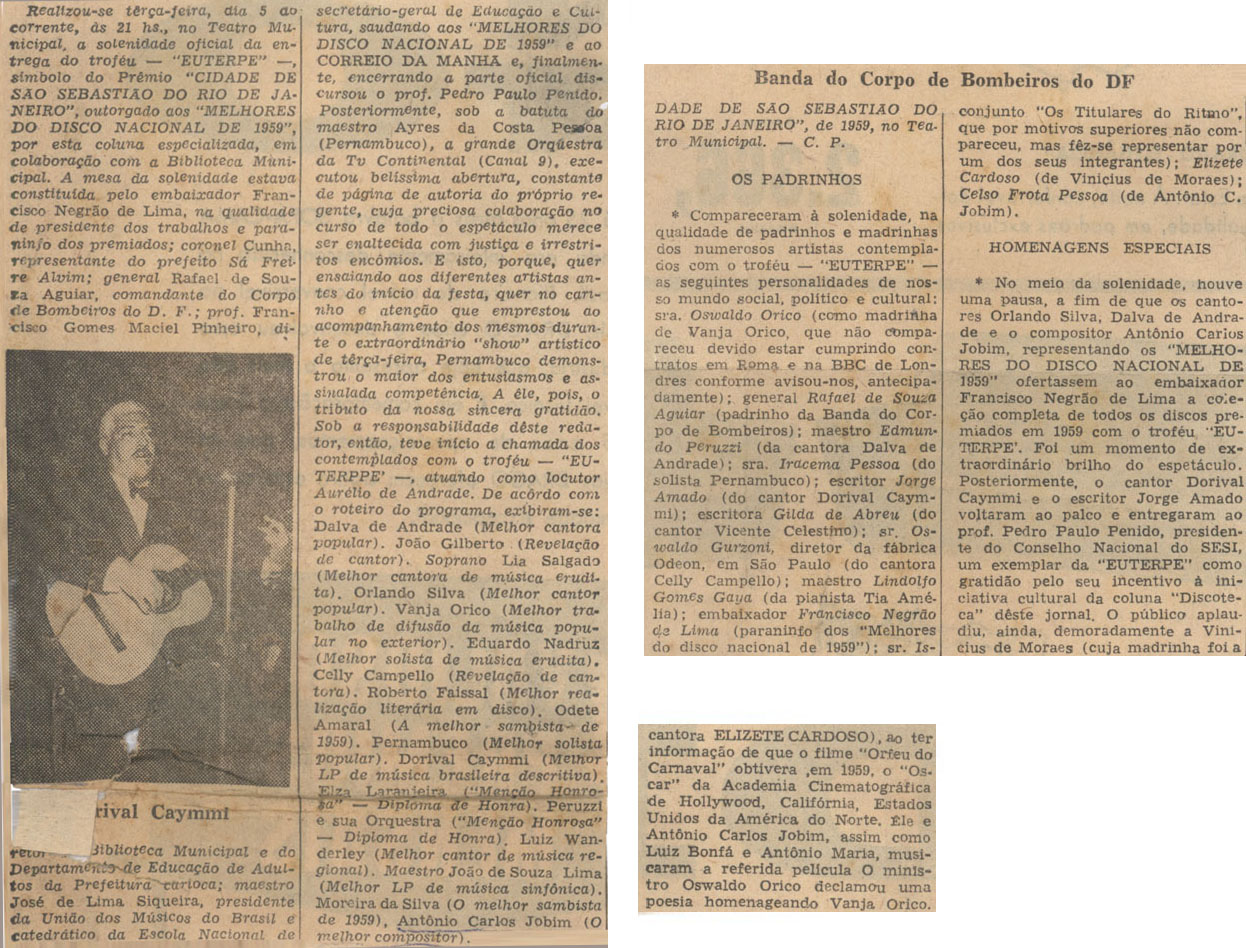 Realizou-se têrça-feira, dia 5 ao
corrente, às 21 hs., no Teatro Mu-
nicipal, a solenidade oficial da en-
trega do troféu — "EUTERPE" —,
símbolo do Prêmio "CIDADE DE
SAO SEBASTIAO DO RIO DE JA-
NEIRO", outorgado aos "MELHORES
DO DISCO NACIONAL DE 1959",
por esta coluna especializada, em
colaboração com a Biblioteca Muni-
cipal. A mesa da solenidade estava
constituída pelo embaixador Fran-
cisco Negrão de Lima, na qualidade
de presidente dos trabalhos e para-
ninfo dos premiados; coronel Cunha,
representante do prefeito Sá Frei-
re Alvim; general Rafael de Sou-
za Aguiar, comandante do Corpo
de Bombeiros do D. F.; prof. Fran-
cisco Gomes Maciel Pinheiro, di-
rival Caymmi
retor Biblioteca Municipal e do
Departamento de Educação de Adul-
tos da Prefeitura carioca; maestro
José de Lima Siqueira, presidente
da União dos Músicos do Brasil e
catedrático da Escola Nacional de
secretário-geral de Educação e Cul-
tura, saudando aos "MELHORES DO
DISCO NACIONAL DE 1959" e ao
CORREIO DA MANHA e, finalmen-
te, encerrando a parte oficial dis-
cursou o prof. Pedro Paulo Penido.
Posteriormente, sob a batuta do
maestro Ayres da Costa Pessoa
(Pernambuco), a grande Orqüestra
da Tv Continental (Canal 9), exe-
cutou belíssima abertura, constante
de página de autoria do próprio re-
gente, cuja preciosa colaboração no
curso de todo o espetáculo merece
ser enaltecida com justiça e irrestri-
tos encômios. E isto, porque, quer
ensaiando aos diferentes artistas an-
tes do início da festa, quer no cari-
nho e atenção que emprestou ao
acompanhamento dos mesmos duran-
te o extraordinário "show" artístico
de têrça-feira, Pernambuco demons-
trou o maior dos entusiasmos e as-
sinalada competência. A êle, pois, o
tributo da nossa sincera gratidão.
Sob a responsabilidade dêste reda-
tor, então, teve início a chamada dos
contemplados com o troféu — "EU-
TERPPE' —, atuando como locutor
Aurélio de Andrade. De acôrdo com
o roteiro do programa, exibiram-se:
Dalva de Andrade (Melhor cantora
popular). João Gilberto (Revelação
de cantor). Soprano Lia Salgado
(Melhor cantora de música erudi-
ta). Orlando Silva (Melhor cantor
popular). Vanja Orico (Melhor tra-
balho de difusão da música popu-
lar no exterior). Eduardo Nadruz
(Melhor solista de música erudita).
Celly Campello (Revelação de can-
tora). Roberto Faissal (Melhor rea-
lização literária em disco). Odete
Amaral (A melhor sambista de
1959). Pernambuco (Melhor solista
popular). Dorival Caymmi (Melhor
LP de música brasileira descritiva).
Elza Laranjeira ("Menção Honro-
sa" — Diploma de Honra). Peruzzi
e sua Orquestra ("Menção Honrosa"
— Diploma de Honra). Luiz Wan-
derley (Melhor cantor de música re-
gional). Maestro João de Souza Lima
(Melhor LP de música sinfônica).
Moreira da Silva (O melhor sambista
de 1959), Antônio Carlos Jobim (O
melhor compositor).
Banda do Corpo de Bombeiros do DF
DADE DE SAO SEBASTIAO DO
RIO DE JANEIRO", de 1959, no Tea-
tro Municipal. — C. P.
OS PADRINHOS
* Compareceram à solenidade, na
qualidade de padrinhos e madrinhas
dos numerosos artistas contempla-
dos com o troféu — "EUTERPE" —
as seguintes personalidades de nos-
so mundo social, político e cultural:
sra. Oswaldo Orico (como madrinha
de Vanja Orico, que não compa-
receu devido estar cumprindo con-
tratos em Roma e na BBC de Lon-
dres conforme avisou-nos, antecipa-
damente); general Rafael de Souza
Aguiar (padrinho da Banda do Cor-
po de Bombeiros); maestro Edmun-
do Peruzzi (da cantora Dalva de
Andrade); sra. Iracema Pessoa (do
solista Pernambuco); escritor Jorge
Amado (do cantor Dorival Caym-
mi); escritora Gilda de Abreu (do
cantor Vicente Celestino); sr. Os-
waldo Gurzoni, diretor da fábrica
Odeon, em São Paulo (da cantora
Celly Campello); maestro Lindolfo
Gomes Gaya (da pianista Tia Amé-
lia); embaixador Francisco Negrão
de Lima (paraninfo dos "Melhores
do disco nacional de 1959"); sr. Is-
conjunto "Os Titulares do Ritmo",
que por motivos superiores não com-
pareceu, mas fêz-se representar por
um dos seus integrantes); Elizete
Cardoso (de Vinicius de Moraes);
Celso Frota Pessoa (de Antônio C.
Jobim).
HOMENAGENS ESPECIAIS
* No meio da solenidade, houve
uma pausa, a fim de que os canto-
res Orlando Silva, Dalva de Andra-
de e o compositor Antônio Carlos
Jobim, representando os "MELHO-
RES DO DISCO NACIONAL DE
1959" ofertassem ao embaixador
Francisco Negrão de Lima a cole-
ção completa de todos os discos pre-
miados em 1959 com o troféu 'EU-
TERPE'. Foi um momento de ex-
traordinário brilho do espetáculo.
Posteriormente, o cantor Dorival
Caymmi e o escritor Jorge Amado
voltaram ao palco e entregaram ao
prof. Pedro Paulo Penido, presiden-
te do Conselho Nacional do SESI,
um exemplar da "EUTERPE" como
gratidão pelo seu incentivo à ini-
ciativa cultural da coluna "Discote-
ca" dêste jornal. O público aplau-
diu, ainda, demoradamente a Vini-
cius de Moraes (cuja madrinha foi a
cantora ELIZETE CARDOSO), ao ter
informação de que o filme "Orfeu do
Carnaval" obtivera ,em 1959, o "Os-
car" da Academia Cinematográfica
de Hollywood, Califórnia, Estados
Unidos da América do Norte. Êle e
Antônio Carlos Jobim, assim como
Luiz Bonfá e Antônio Maria, musi-
caram a referida película O minis-
tro Oswaldo Orico declamou uma
poesia homenageando Vanja Orico.